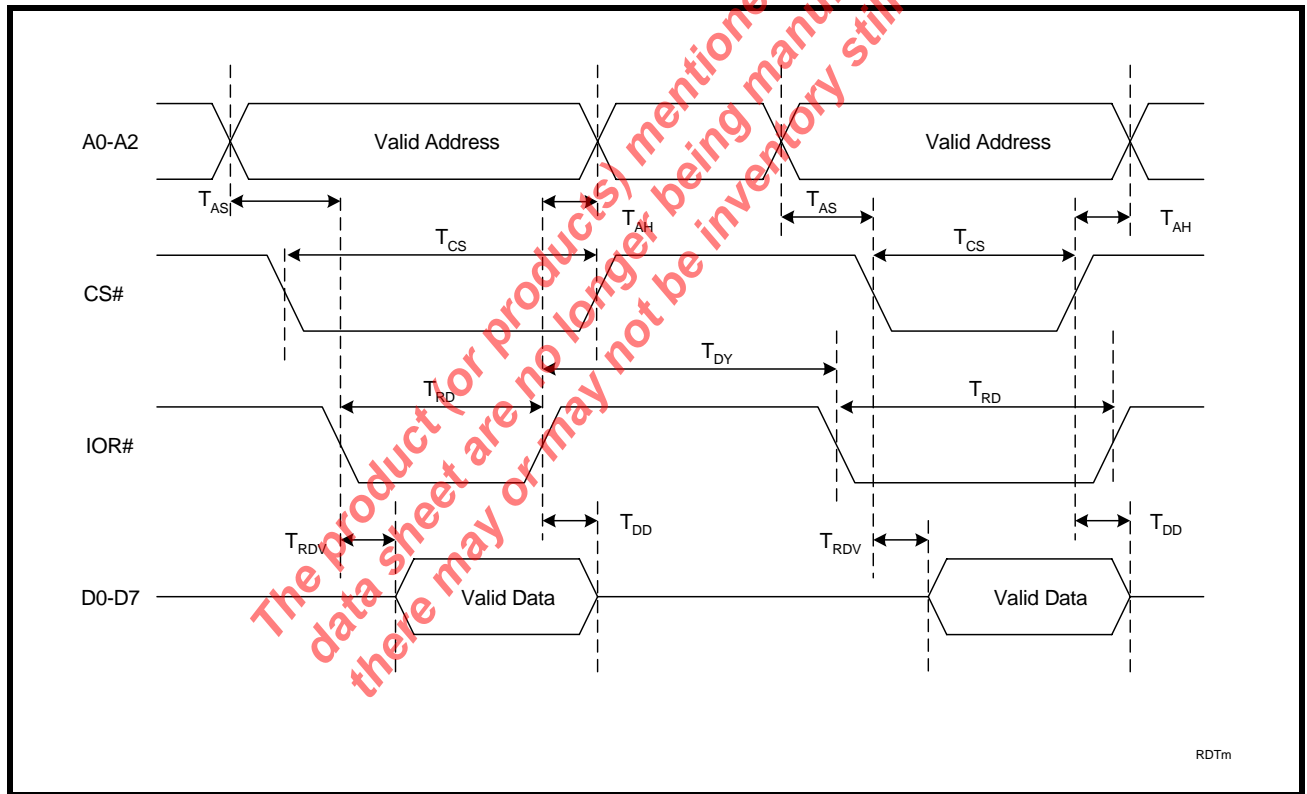 A0-A2
Valid Address
Valid Address
TAS
TAH
TAS
TAH
TCS
TCS
CS#
TDY
TRD
TRD
IOR#
TRDV
TDD
TRDV
TDD
D0-D7
Valid Data
Valid Data
RDTm
The product (or products) mentione
data sheet are no longer being manu
there may or may not be inventory still